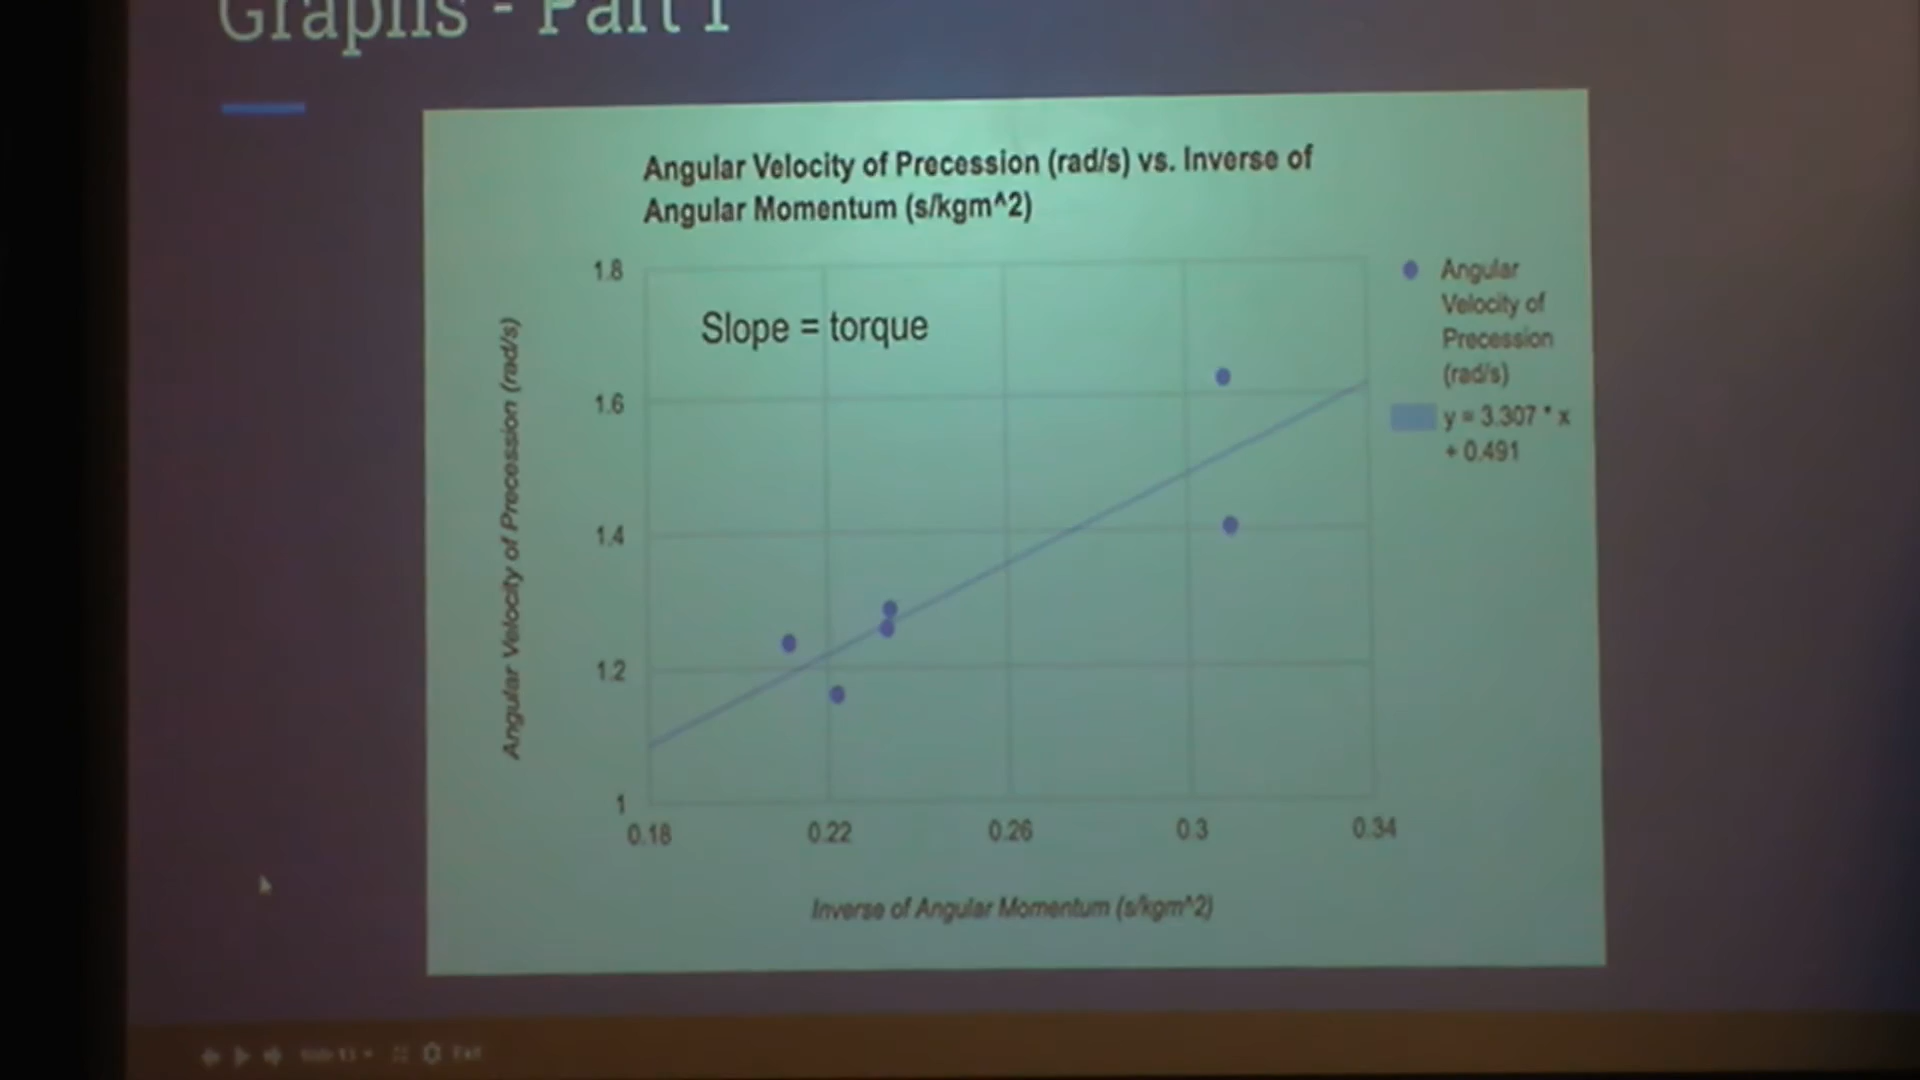 Graphs - Part I
Angular Velocity of Precession (rad/s) vs. Inverse of
Angular Momentum (s/kgm^2)
Slope = torque
Angular Velocity of Precession (rad/s)
1.8
1.6
1.4
1.2
1
0.18
0.22
0.26
0.3
0.34
Inverse of Angular Momentum (s/kgm^2)
Angular
Velocity of
Precession
(rad/s)
y = 3.307 * x
+ 0.491
Exit